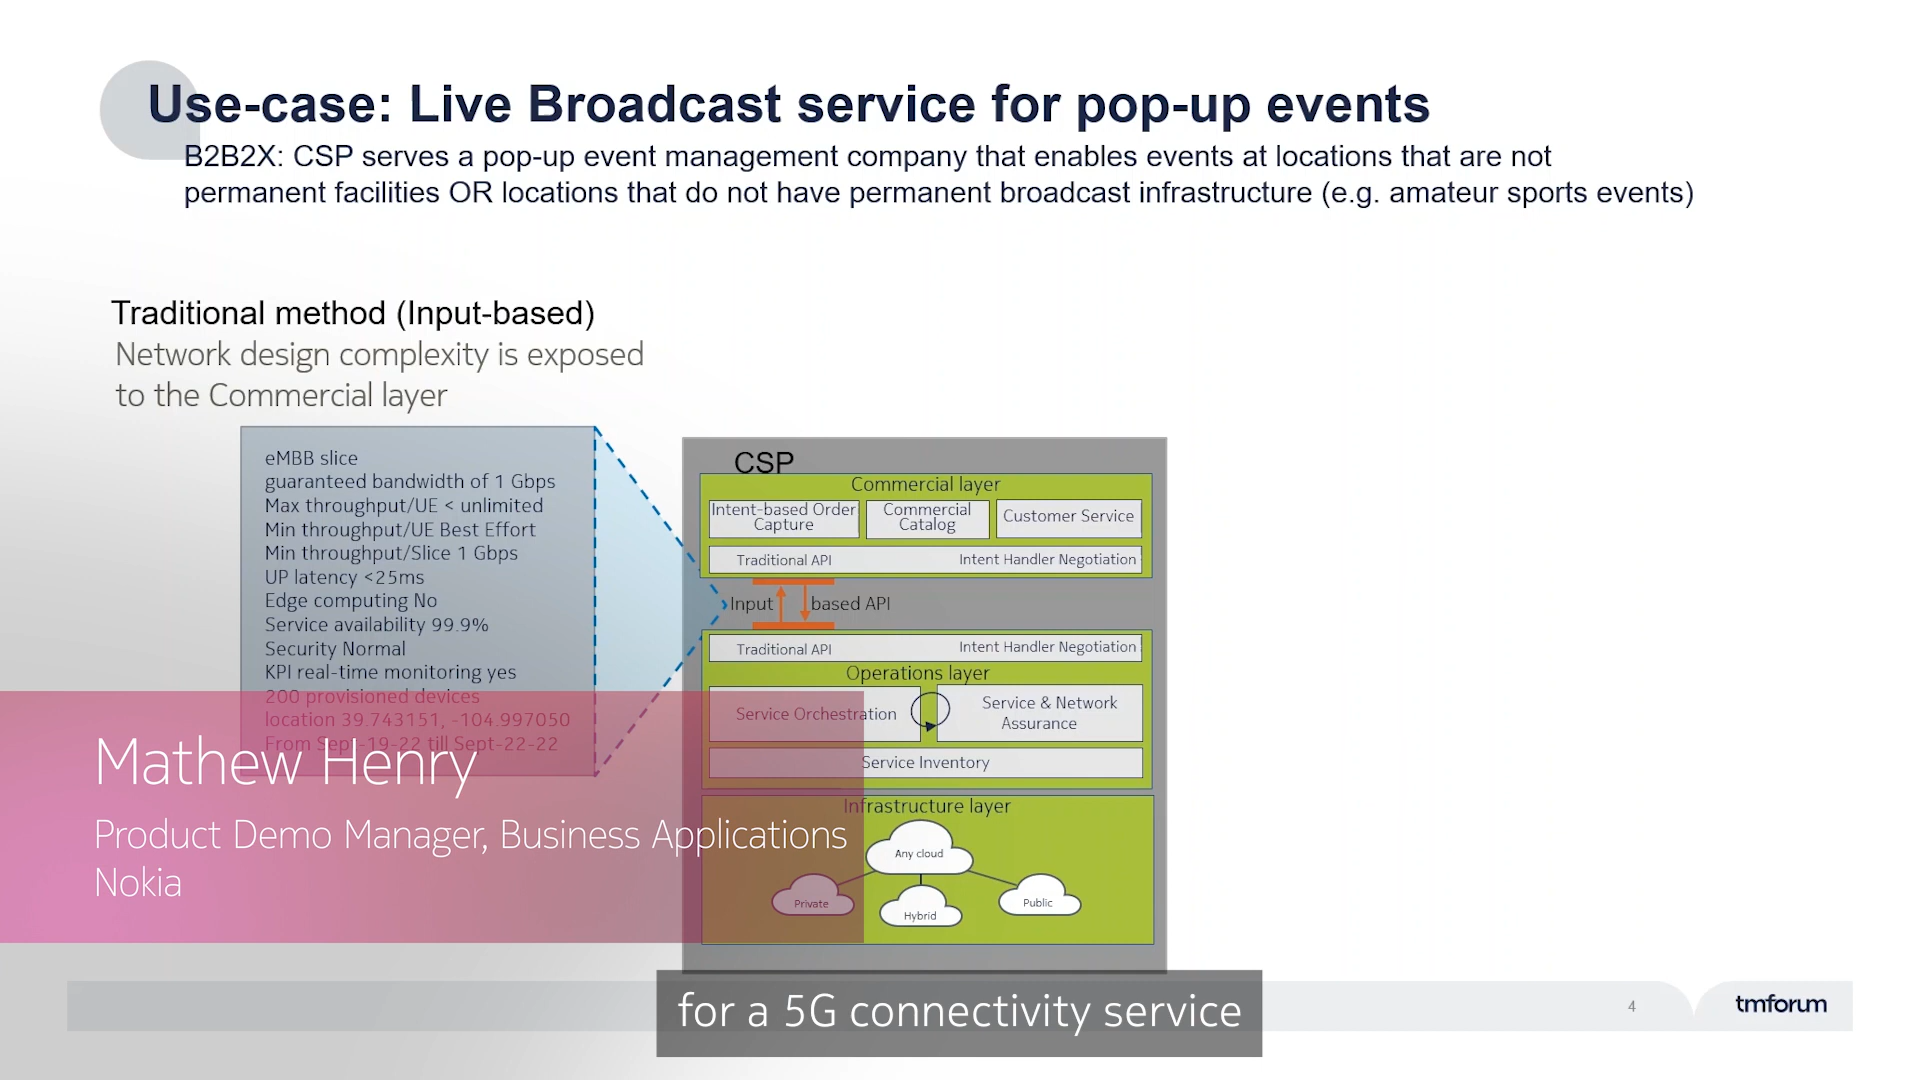 Use-case: Live Broadcast service for pop-up events
B2B2X: CSP serves a pop-up event management company that enables events at locations that are not
permanent facilities OR locations that do not have permanent broadcast infrastructure (e.g. amateur sports events)
Traditional method (Input-based)
Network design complexity is exposed
to the Commercial layer
eMBB slice
guaranteed bandwidth of 1 Gbps
Max throughput/UE < unlimited
Min throughput/UE Best Effort
Min throughput/Slice 1 Gbps
UP latency <25ms
Edge computing No
Service availability 99.9%
Security Normal
KPI real-time monitoring yes
200 provisioned devices
location 39.743151, -104.997050
From Sept-19-22 till Sept-22-22
CSP
Commercial layer
Intent-based Order
Capture
Commercial
Catalog
Customer Service
Traditional API
Intent Handler Negotiation
Input
based API
Traditional API
Intent Handler Negotiation
Operations layer
Service Orchestration
Service & Network
Assurance
Service Inventory
Infrastructure layer
Any cloud
Private
Hybrid
Public
Mathew Henry
Product Demo Manager, Business Applications
Nokia
for a 5G connectivity service
4
tmforum